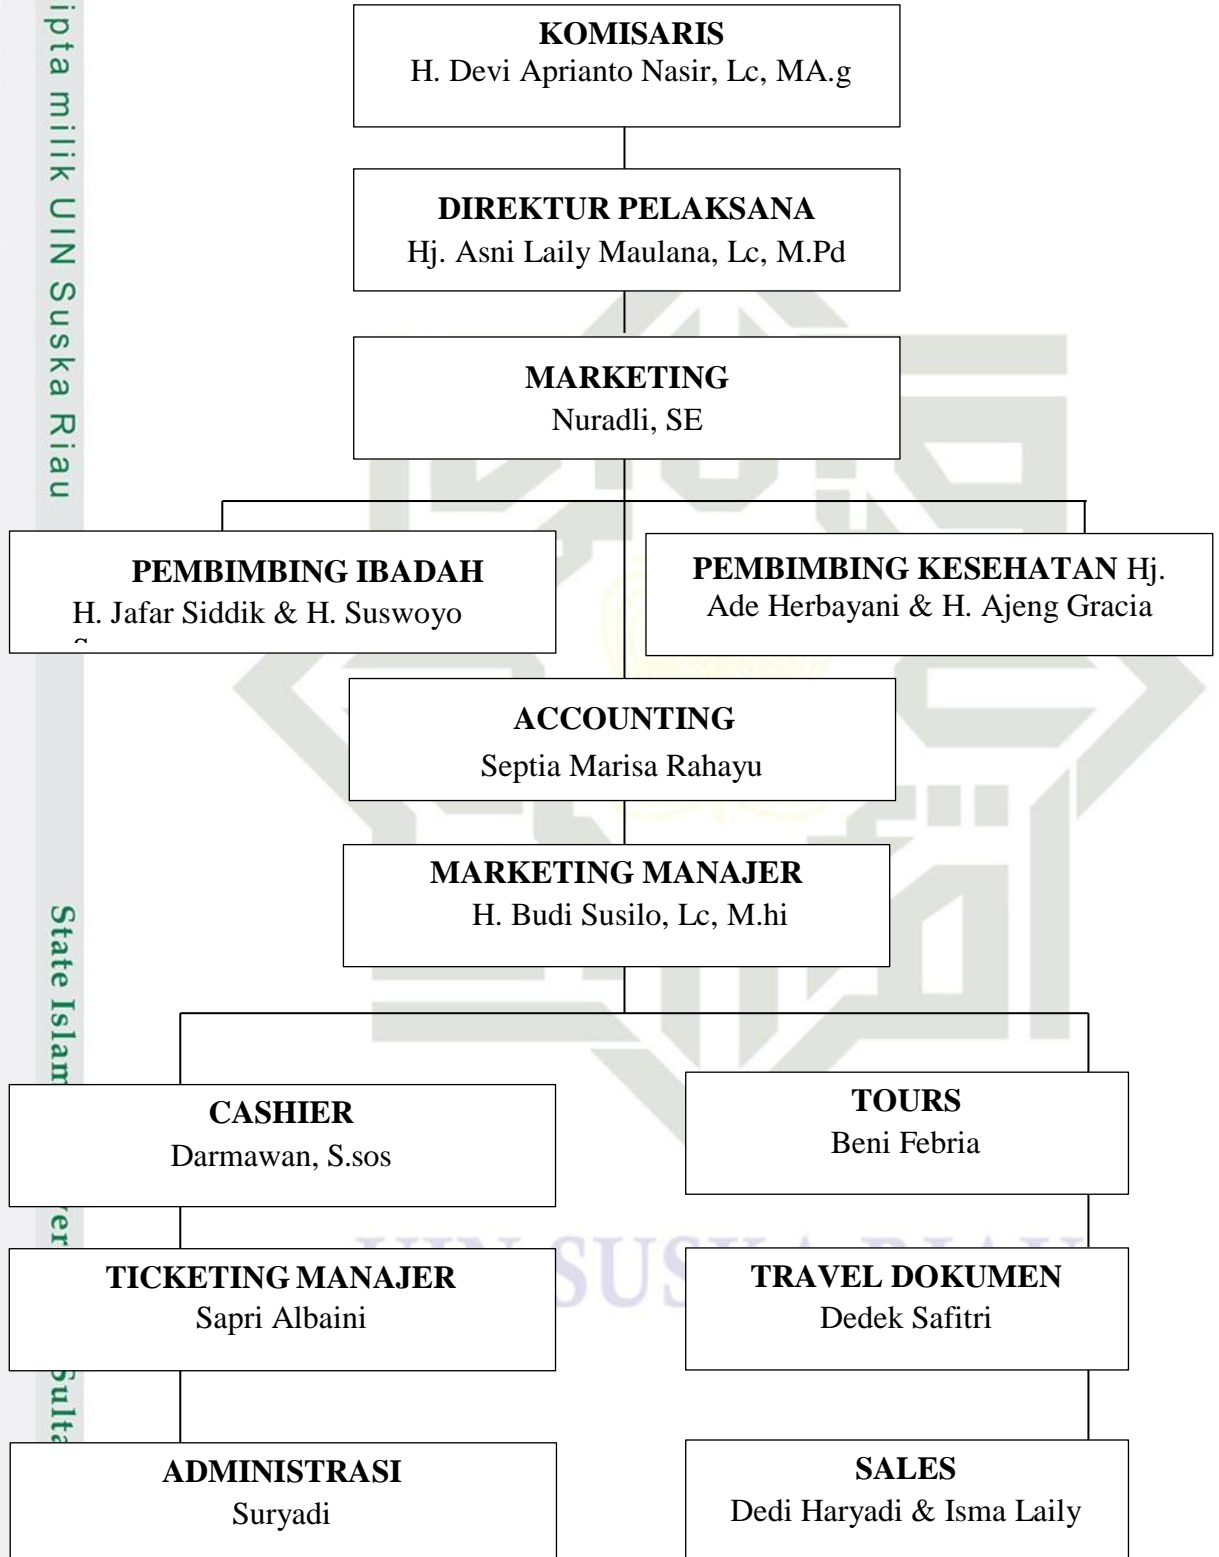 ipta milik UIN Suska Riau
State Islam
er
Sulta
KOMISARIS
H. Devi Aprianto Nasir, Lc, MA.g
DIREKTUR PELAKSANA
Hj. Asni Laily Maulana, Lc, M.Pd
MARKETING
Nuradli, SE
PEMBIMBING IBADAH
H. Jafar Siddik & H. Suswoyo
PEMBIMBING KESEHATAN Hj.
Ade Herbayani & H. Ajeng Gracia
ACCOUNTING
Septia Marisa Rahayu
MARKETING MANAJER
H. Budi Susilo, Lc, M.hi
CASHIER
Darmawan, S.sos
TOURS
Beni Febria
UIN SUSKA RIAU
TICKETING MANAJER
Sapri Albaini
TRAVEL DOKUMEN
Dedek Safitri
ADMINISTRASI
Suryadi
SALES
Dedi Haryadi & Isma Laily